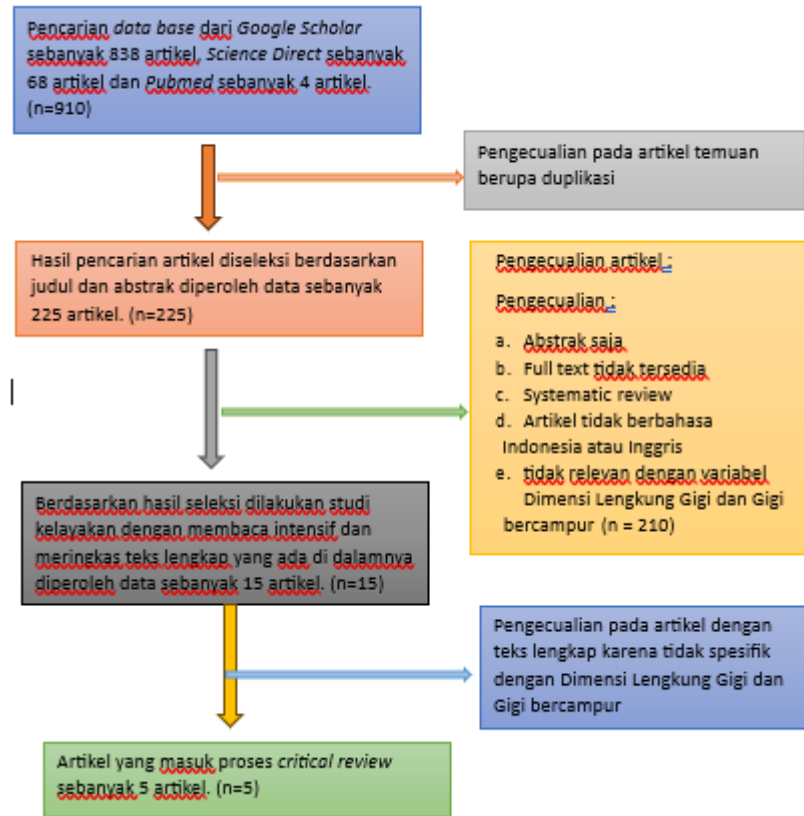 Pencarian data base dari Google Scholar
sebanyak 838 artikel, Science Direct sebanyak
68 artikel dan Pubmed sebanyak 4 artikel.
(n=910)
Pengecualian pada artikel temuan
berupa duplikasi
Hasil pencarian artikel diseleksi berdasarkan
judul dan abstrak diperoleh data sebanyak
225 artikel. (n=225)
Pengecualian artikel :
Pengecualian :
a. Abstrak saja
b. Full text tidak tersedia
c. Systematic review
d. Artikel tidak berbahasa
Indonesia atau Inggris
e. tidak relevan dengan variabel
Dimensi Lengkung Gigi dan Gigi
bercampur (n = 210)
Berdasarkan hasil seleksi dilakukan studi
kelayakan dengan membaca intensif dan
meringkas teks lengkap yang ada di dalamnya
diperoleh data sebanyak 15 artikel. (n=15)
Pengecualian pada artikel dengan
teks lengkap karena tidak spesifik
dengan Dimensi Lengkung Gigi dan
Gigi bercampur
Artikel yang masuk proses critical review
sebanyak 5 artikel. (n=5)